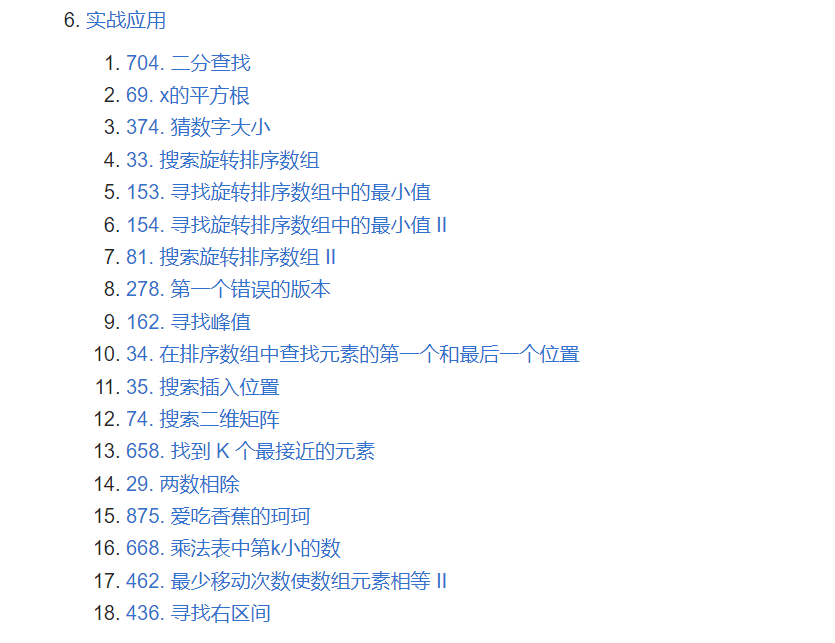 6. 实战应用
1. 704. 二分查找
2. 69. x的平方根
3. 374. 猜数字大小
4. 33. 搜索旋转排序数组
5. 153. 寻找旋转排序数组中的最小值
6. 154. 寻找旋转排序数组中的最小值 II
7. 81. 搜索旋转排序数组 II
8. 278. 第一个错误的版本
9. 162. 寻找峰值
10. 34. 在排序数组中查找元素的第一个和最后一个位置
11. 35. 搜索插入位置
12. 74. 搜索二维矩阵
13. 658. 找到 K 个最接近的元素
14. 29. 两数相除
15. 875. 爱吃香蕉的珂珂
16. 668. 乘法表中第k小的数
17. 462. 最少移动次数使数组元素相等 II
18. 436. 寻找右区间